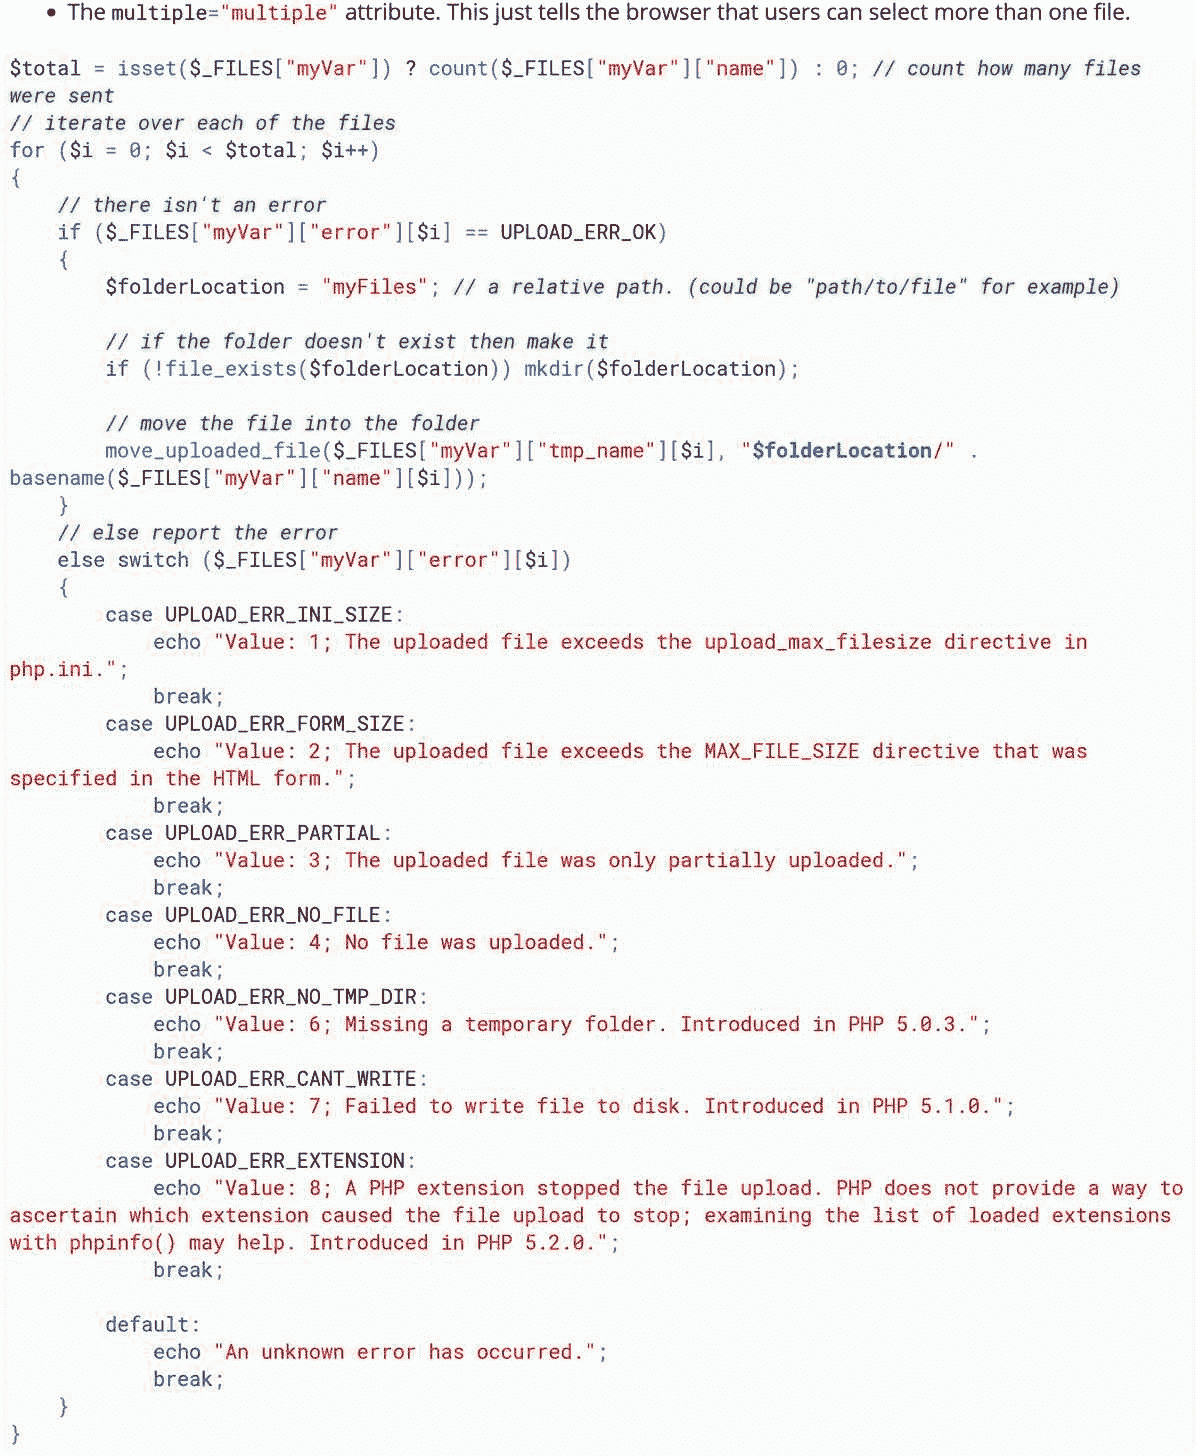 • The multiple="multiple" attribute. This just tells the browser that users can select more than one file.
$total = isset($_FILES["myVar"]) ? count($_FILES["myVar"]["name"]) : 0; // count how many files
were sent
// iterate over each of the files
for ($i = 0; $i < $total; $i++)
{
    // there isn't an error
    if ($_FILES["myVar"]["error"][$i] == UPLOAD_ERR_OK)
    {
        $folderLocation = "myFiles"; // a relative path. (could be "path/to/file" for example)
        // if the folder doesn't exist then make it
        if (!file_exists($folderLocation)) mkdir($folderLocation);
        // move the file into the folder
        move_uploaded_file($_FILES["myVar"]["tmp_name"][$i], "$folderLocation/" .
basename($_FILES["myVar"]["name"][$i]));
    }
    // else report the error
    else switch ($_FILES["myVar"]["error"][$i])
    {
        case UPLOAD_ERR_INI_SIZE:
            echo "Value: 1; The uploaded file exceeds the upload_max_filesize directive in
php.ini.";
            break;
        case UPLOAD_ERR_FORM_SIZE:
            echo "Value: 2; The uploaded file exceeds the MAX_FILE_SIZE directive that was
specified in the HTML form.";
            break;
        case UPLOAD_ERR_PARTIAL:
            echo "Value: 3; The uploaded file was only partially uploaded.";
            break;
        case UPLOAD_ERR_NO_FILE:
            echo "Value: 4; No file was uploaded.";
            break;
        case UPLOAD_ERR_NO_TMP_DIR:
            echo "Value: 6; Missing a temporary folder. Introduced in PHP 5.0.3.";
            break;
        case UPLOAD_ERR_CANT_WRITE:
            echo "Value: 7; Failed to write file to disk. Introduced in PHP 5.1.0.";
            break;
        case UPLOAD_ERR_EXTENSION:
            echo "Value: 8; A PHP extension stopped the file upload. PHP does not provide a way to
ascertain which extension caused the file upload to stop; examining the list of loaded extensions
with phpinfo() may help. Introduced in PHP 5.2.0.";
            break;
        default:
            echo "An unknown error has occurred.";
            break;
    }
}